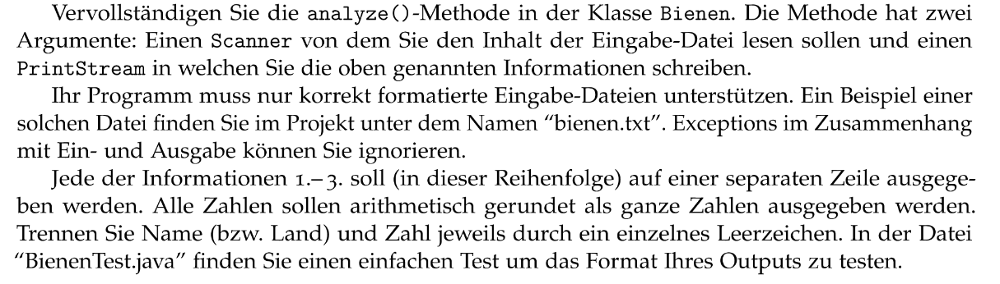 Vervollständigen Sie die analyze()-Methode in der Klasse Bienen. Die Methode hat zwei
Argumente: Einen Scanner von dem Sie den Inhalt der Eingabe-Datei lesen sollen und einen
PrintStream in welchen Sie die oben genannten Informationen schreiben.
Ihr Programm muss nur korrekt formatierte Eingabe-Dateien unterstützen. Ein Beispiel einer
solchen Datei finden Sie im Projekt unter dem Namen “bienen.txt”. Exceptions im Zusammenhang
mit Ein- und Ausgabe können Sie ignorieren.
Jede der Informationen 1.–3. soll (in dieser Reihenfolge) auf einer separaten Zeile ausgege-
ben werden. Alle Zahlen sollen arithmetisch gerundet als ganze Zahlen ausgegeben werden.
Trennen Sie Name (bzw. Land) und Zahl jeweils durch ein einzelnes Leerzeichen. In der Datei
“BienenTest.java” finden Sie einen einfachen Test um das Format Ihres Outputs zu testen.